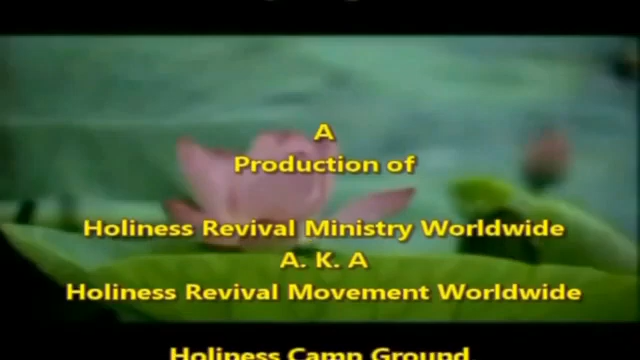 A
Production of
Holiness Revival Ministry Worldwide
A. K. A
Holiness Revival Movement Worldwide
Holiness Camp Ground